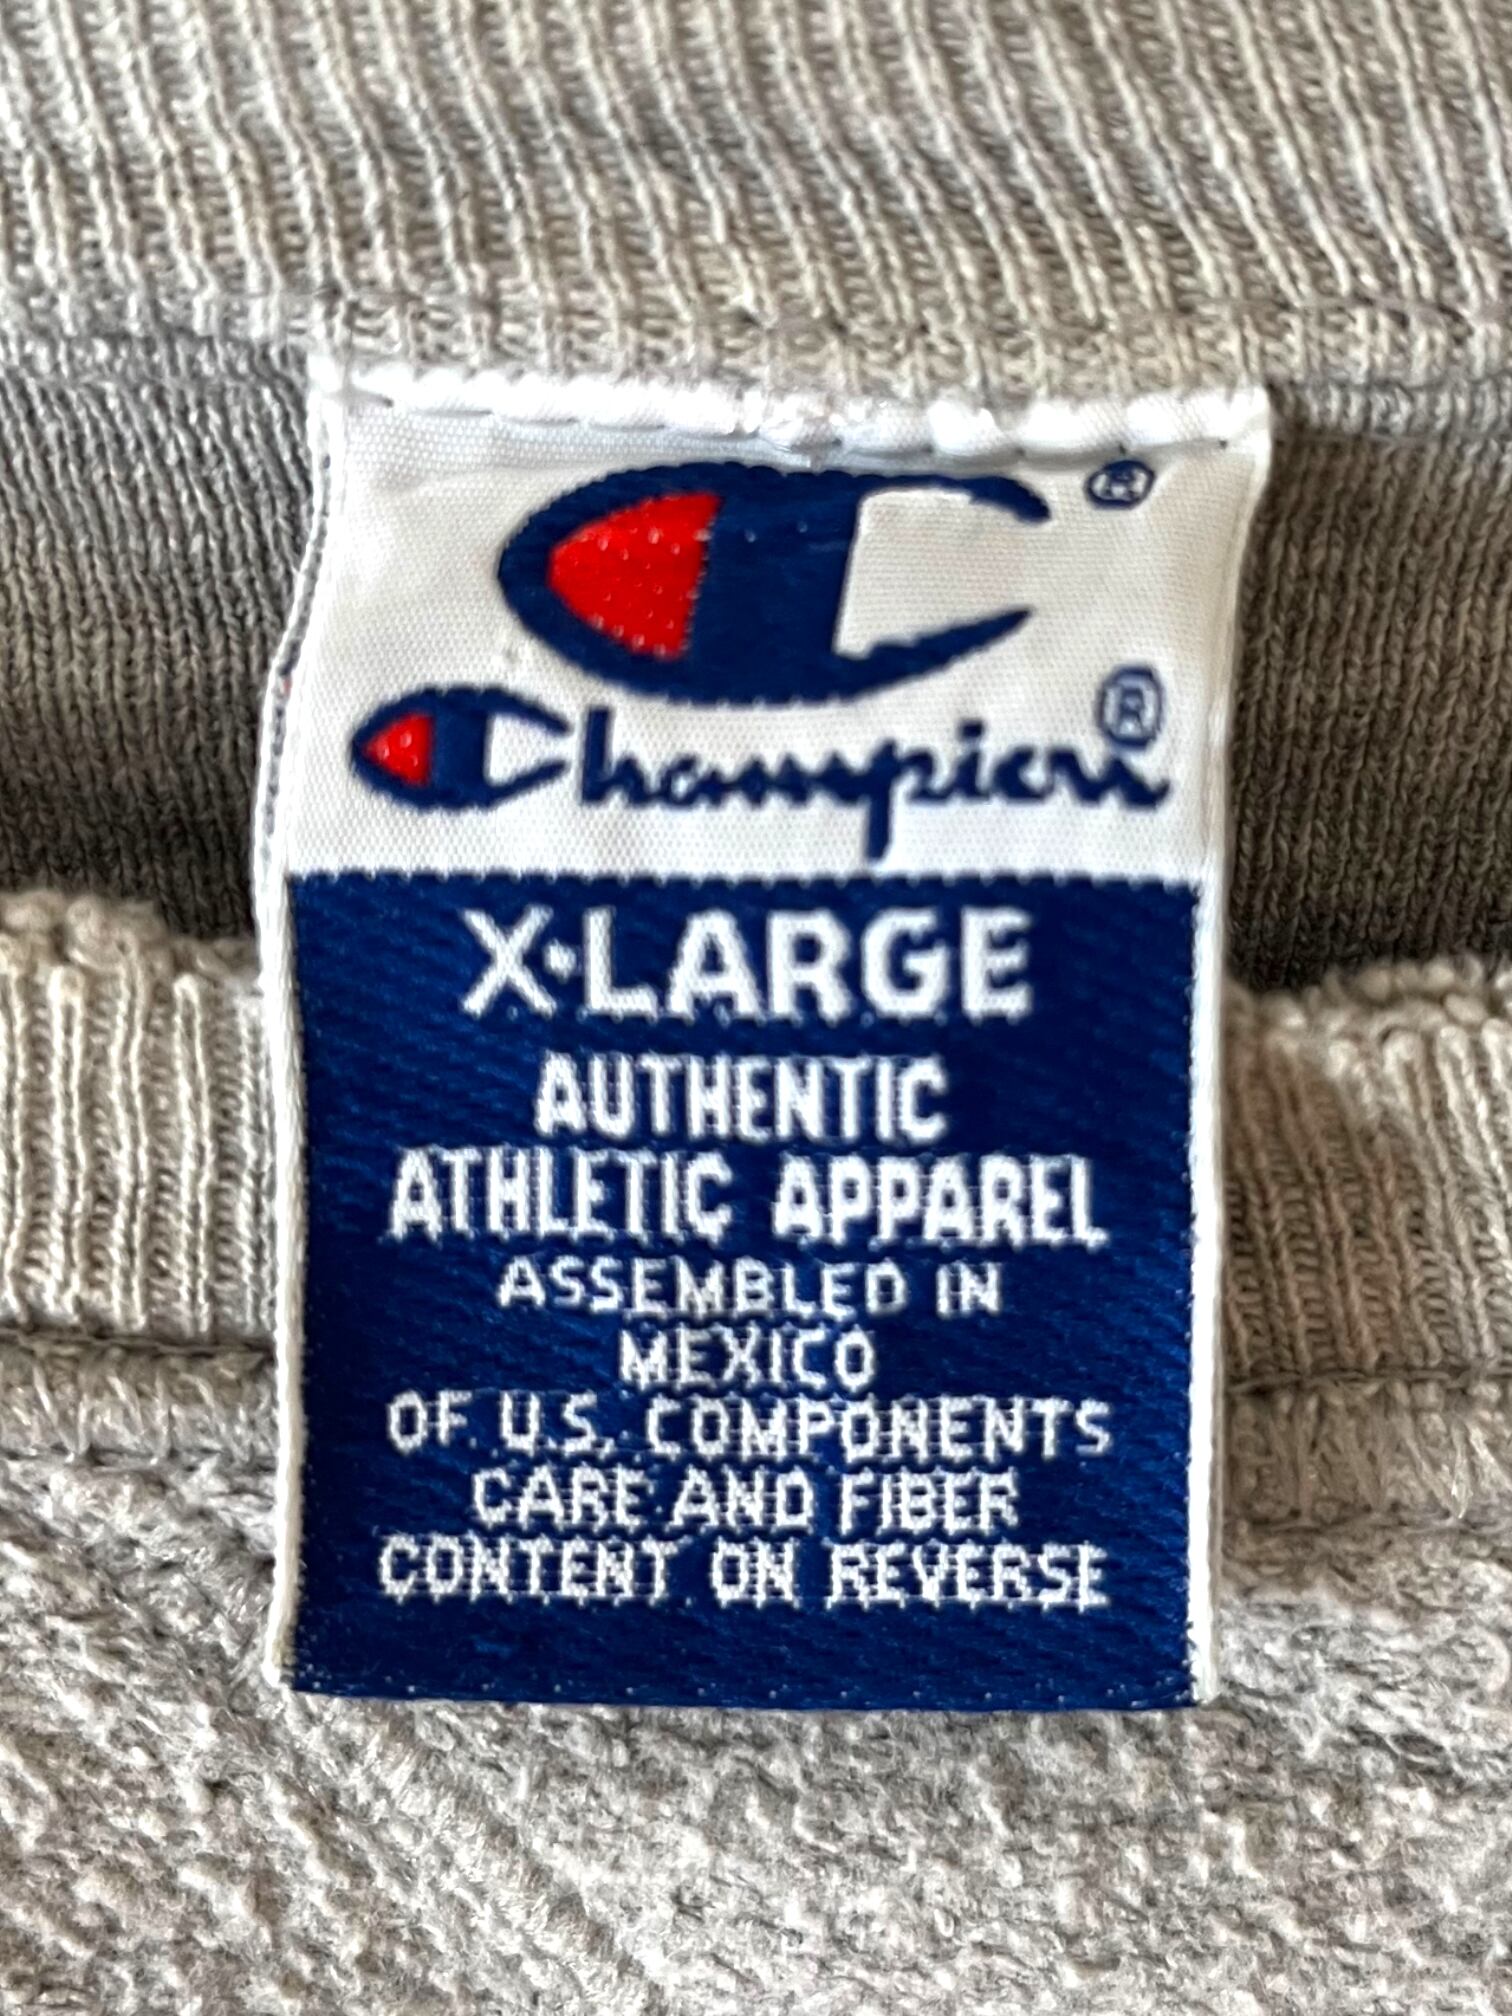 C®
Champion®
X·LARGE
AUTHENTIC
ATHLETIC APPAREL
ASSEMBLED IN
MEXICO
OF U.S. COMPONENTS
CARE AND FIBER
CONTENT ON REVERSE